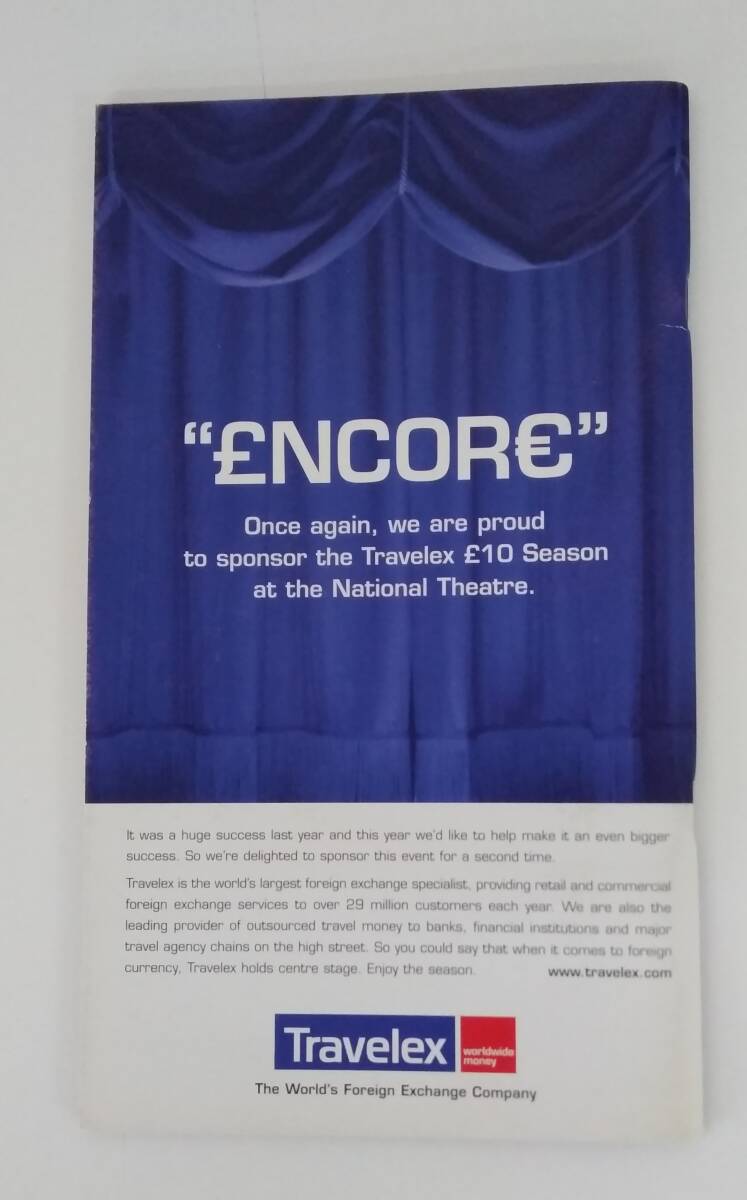 “£NCOR€”
Once again, we are proud
to sponsor the Travelex £10 Season
at the National Theatre.
It was a huge success last year and this year we'd like to help make it an even bigger
success. So we're delighted to sponsor this event for a second time.
Travelex is the world's largest foreign exchange specialist, providing retail and commercial
foreign exchange services to over 29 million customers each year. We are also the
leading provider of outsourced travel money to banks, financial institutions and major
travel agency chains on the high street. So you could say that when it comes to foreign
currency, Travelex holds centre stage. Enjoy the season. www.travelex.com
Travelex worldwide
money
The World's Foreign Exchange Company